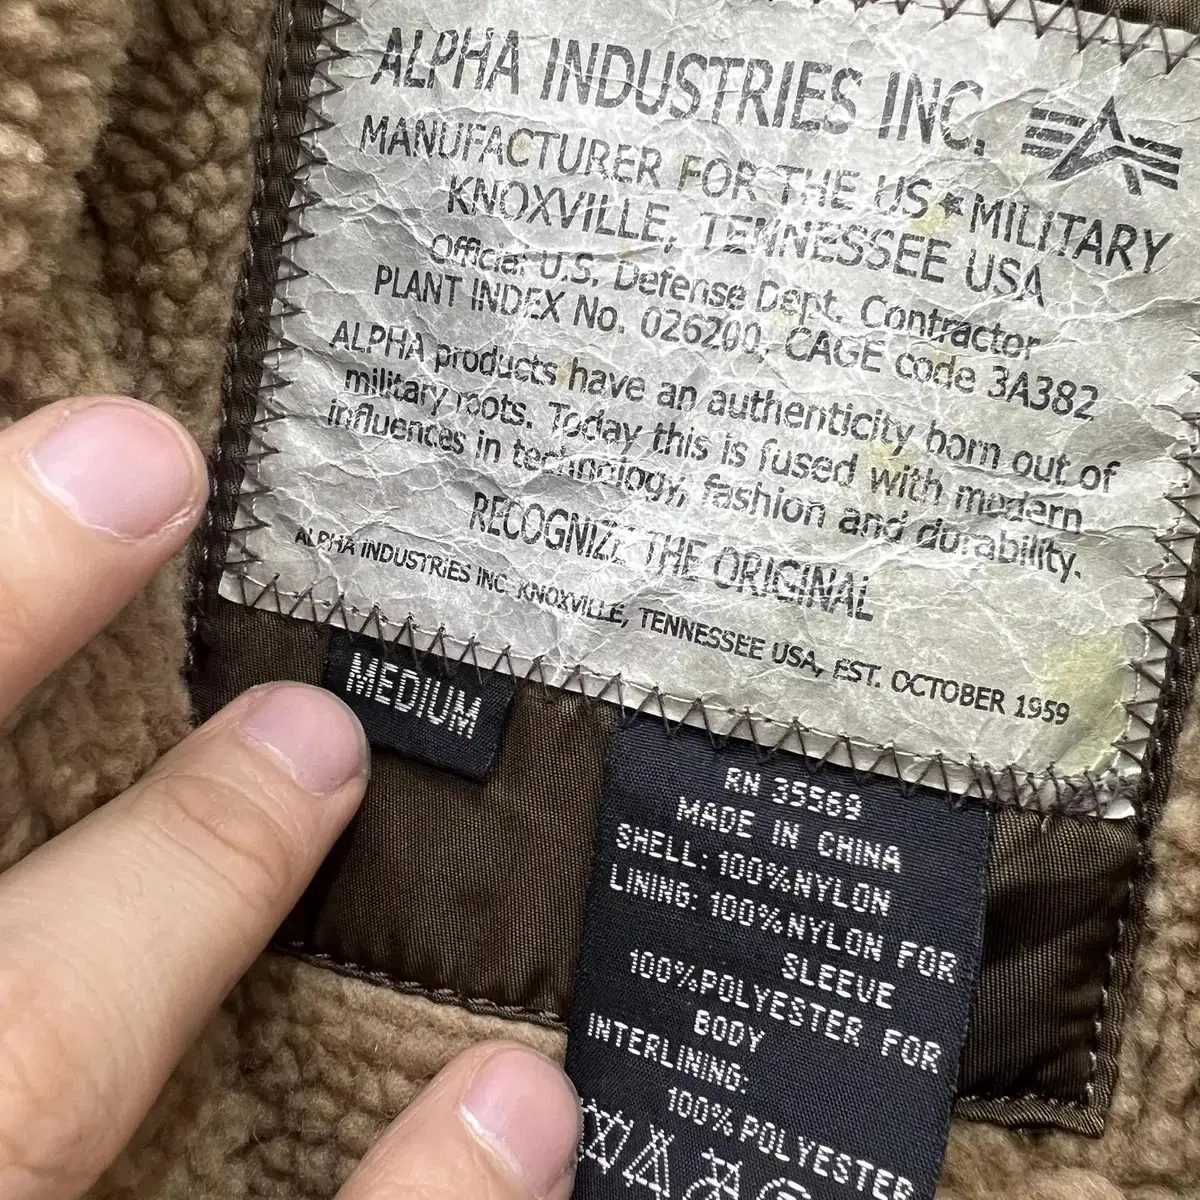 ALPHA INDUSTRIES INC.
MANUFACTURER FOR THE US★MILITARY
KNOXVILLE, TENNESSEE USA
Official U.S. Defense Dept. Contracter
PLANT INDEX No. 026200, CAGE code 3A382
ALPHA products have an authenticity born out of
military roots. Today this is fused with modern
influences in technology, fashion and durability.
RECOGNIZE THE ORIGINAL
ALPHA INDUSTRIES INC. KNOXVILLE, TENNESSEE USA, EST. OCTOBER 1959
MEDIUM
RN 35569
MADE IN CHINA
SHELL: 100%NYLON
LINING: 100%NYLON FOR
SLEEVE
100%POLYESTER FOR
BODY
INTERLINING:
100%POLYESTER